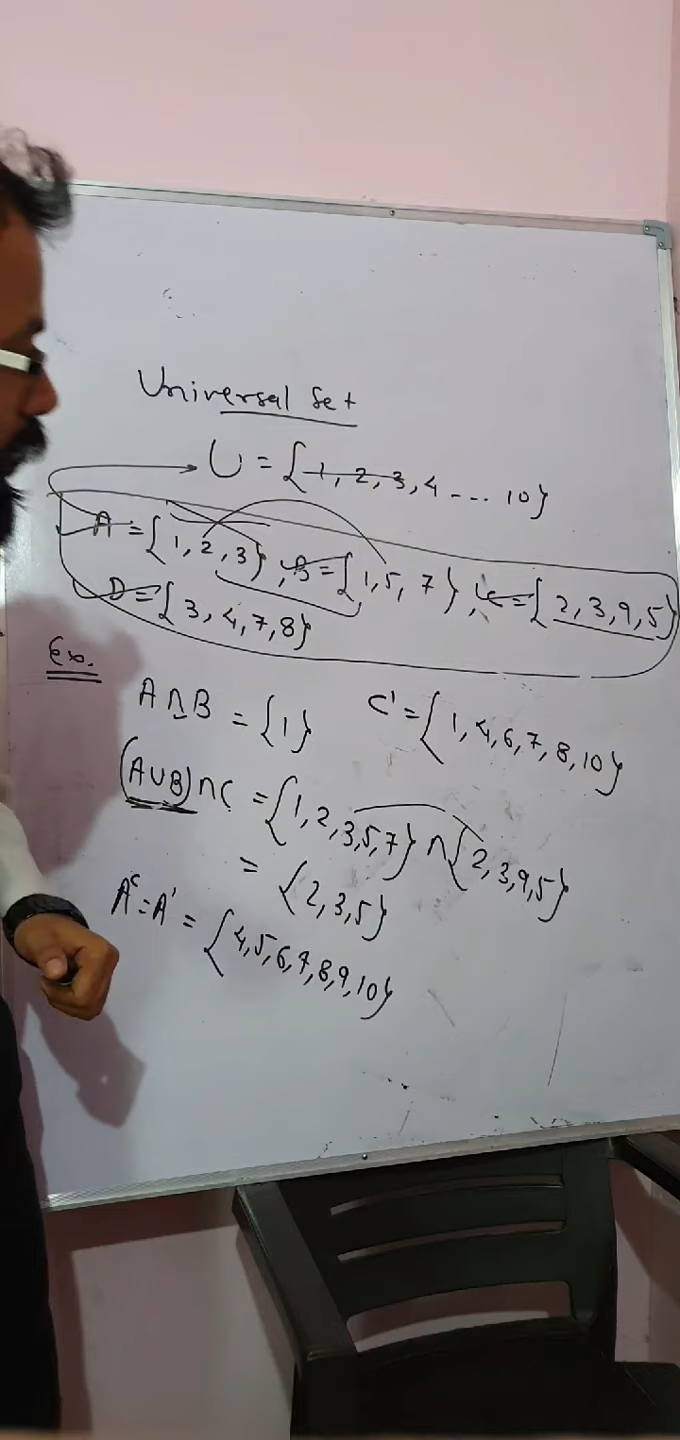 Universal Set
U = {1, 2, 3, 4 --- 10}
A = {1, 2, 3}, B = {1, 5, 7}, C = {2, 3, 9, 5}
D = {3, 4, 7, 8}
Ex.
A∩B = {1}
C' = {1, 4, 6, 7, 8, 10}
(A∪B)∩C = {1, 2, 3, 5, 7} ∩ {2, 3, 9, 5}
= {2, 3, 5}
Aᶜ = A' = {4, 5, 6, 7, 8, 9, 10}